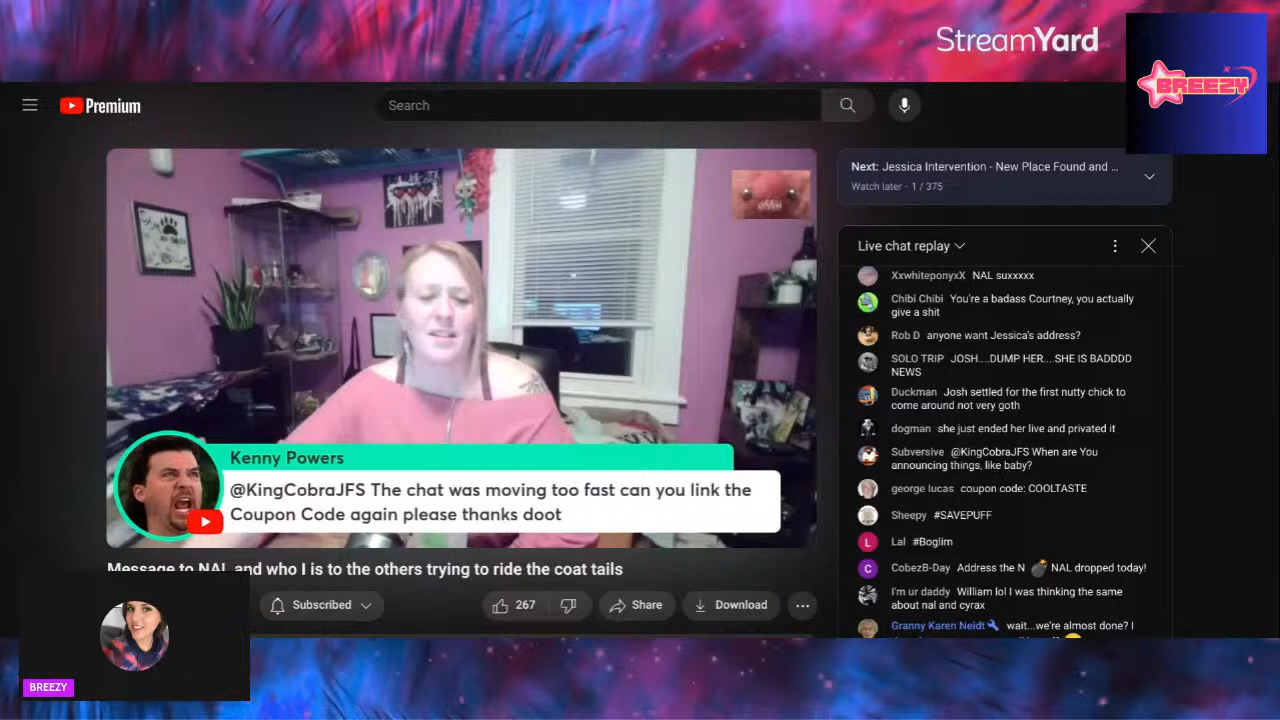 StreamYard
BREEZY
Premium
Search
Next: Jessica Intervention - New Place Found and ...
Watch later - 1 / 375
Live chat replay
XxwhiteponyxX NAL suxxxxx
Chibi Chibi You're a badass Courtney, you actually
give a shit
Rob D anyone want Jessica's address?
SOLO TRIP JOSH....DUMP HER....SHE IS BADDDD
NEWS
Duckman Josh settled for the first nutty chick to
come around not very goth
dogman she just ended her live and privated it
Subversive @KingCobraJFS When are You
announcing things, like baby?
george lucas coupon code: COOLTASTE
Sheepy #SAVEPUFF
L Lal #Boglim
C CobezB-Day Address the N 💣 NAL dropped today!
I'm ur daddy William lol I was thinking the same
about nal and cyrax
Granny Karen Neidt wait...we're almost done? I
Kenny Powers
@KingCobraJFS The chat was moving too fast can you link the
Coupon Code again please thanks doot
Message to NAL and who I is to the others trying to ride the coat tails
Subscribed
267
Share
Download
BREEZY